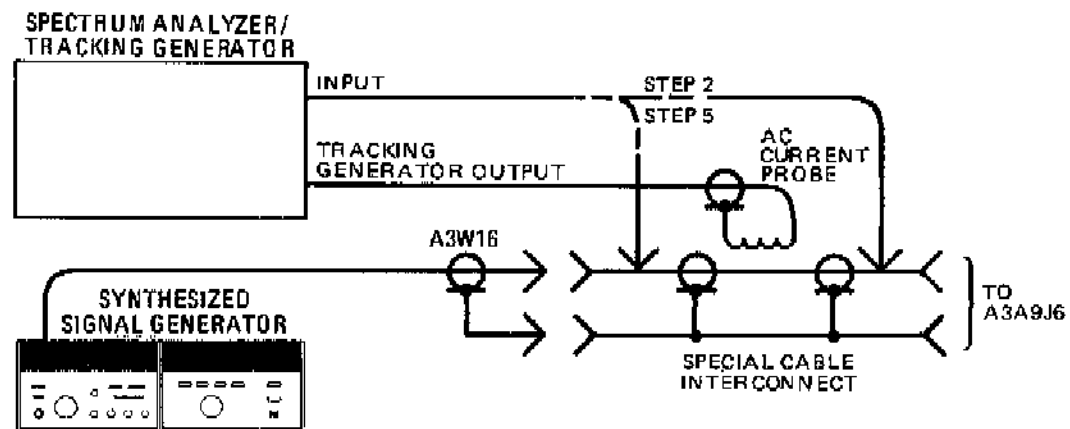 SPECTRUM ANALYZER/
TRACKING GENERATOR
INPUT
STEP 2
STEP 5
TRACKING
GENERATOR OUTPUT
AC
CURRENT
PROBE
A3W16
SYNTHESIZED
SIGNAL GENERATOR
TO
A3A9J6
SPECIAL CABLE
INTERCONNECT